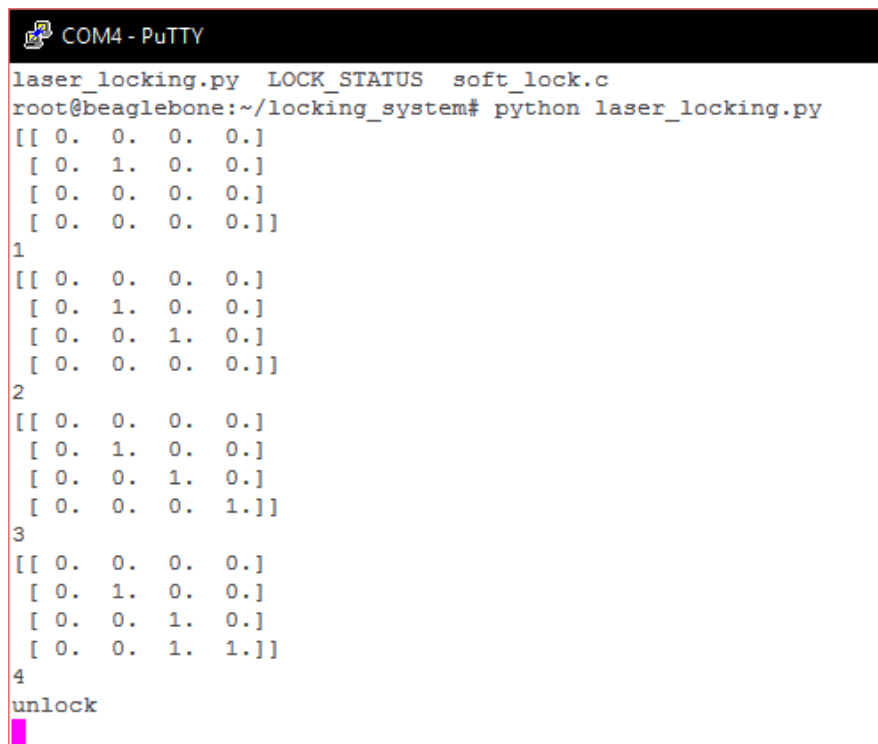 COM4 - PuTTY
laser_locking.py  LOCK_STATUS  soft_lock.c
root@beaglebone:~/locking_system# python laser_locking.py
[[ 0.  0.  0.  0.]
 [ 0.  1.  0.  0.]
 [ 0.  0.  0.  0.]
 [ 0.  0.  0.  0.]]
1
[[ 0.  0.  0.  0.]
 [ 0.  1.  0.  0.]
 [ 0.  0.  1.  0.]
 [ 0.  0.  0.  0.]]
2
[[ 0.  0.  0.  0.]
 [ 0.  1.  0.  0.]
 [ 0.  0.  1.  0.]
 [ 0.  0.  0.  1.]]
3
[[ 0.  0.  0.  0.]
 [ 0.  1.  0.  0.]
 [ 0.  0.  1.  0.]
 [ 0.  0.  1.  1.]]
4
unlock